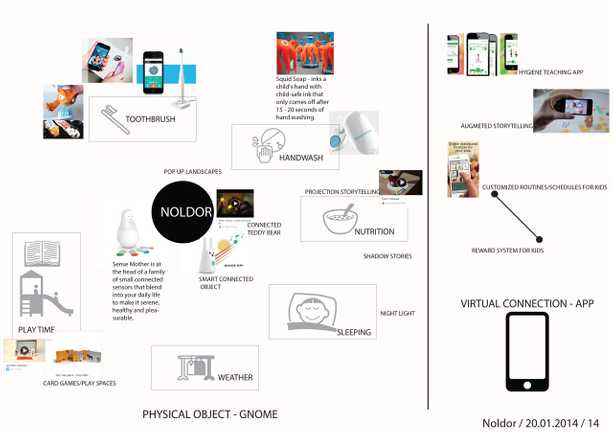 Squid Soap - inks a
child's hand with
child-safe ink that
only comes off after
15 - 20 seconds of
hand washing.
TOOTHBRUSH
HANDWASH
POP UP LANDSCAPES
NOLDOR
PROJECTION STORYTELLING
CONNECTED
TEDDY BEAR
NUTRITION
SHADOW STORIES
Sense Mother is at
the head of a family
of small connected
sensors that blend
into your daily life
to make it serene,
healthy and plea-
surable.
SMART CONNECTED
OBJECT
NIGHT LIGHT
SLEEPING
PLAY TIME
CARD GAMES/PLAY SPACES
WEATHER
PHYSICAL OBJECT - GNOME
HYGIENE TEACHING APP
AUGMETED STORYTELLING
CUSTOMIZED ROUTINES/SCHEDULES FOR KIDS
REWARD SYSTEM FOR KIDS
VIRTUAL CONNECTION - APP
Noldor / 20.01.2014 / 14